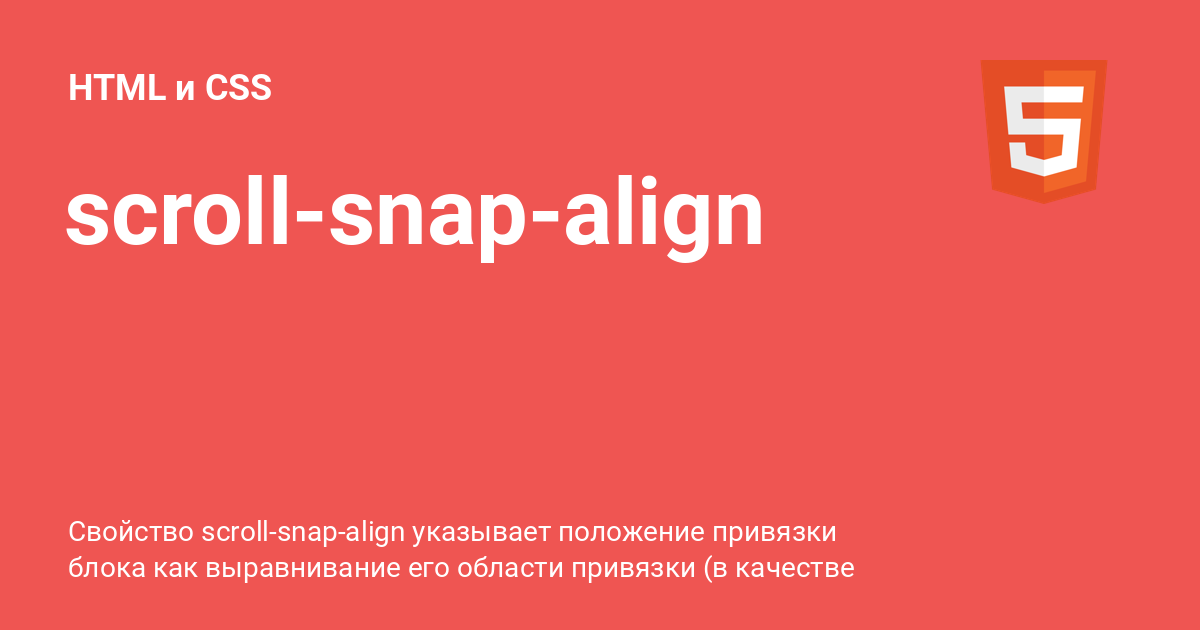 HTML и CSS
scroll-snap-align
Свойство scroll-snap-align указывает положение привязки
блока как выравнивание его области привязки (в качестве